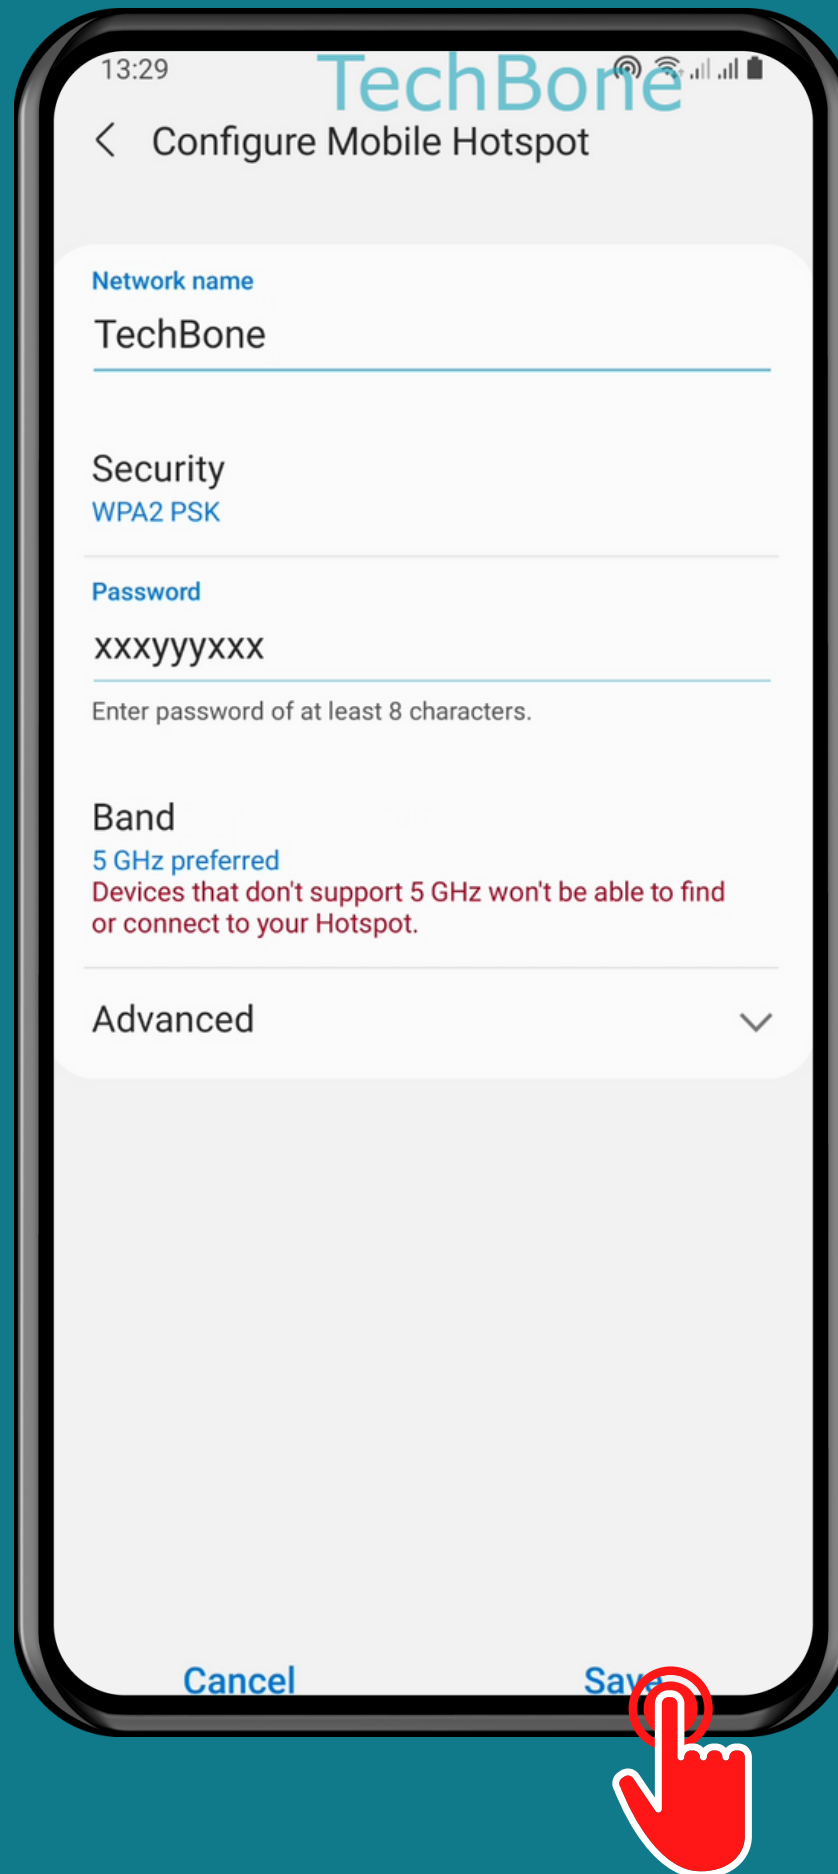 13:29
TechBone
Configure Mobile Hotspot
Network name
TechBone
Security
WPA2 PSK
Password
xxxyyyxxx
Enter password of at least 8 characters.
Band
5 GHz preferred
Devices that don't support 5 GHz won't be able to find
or connect to your Hotspot.
Advanced
Cancel
Save